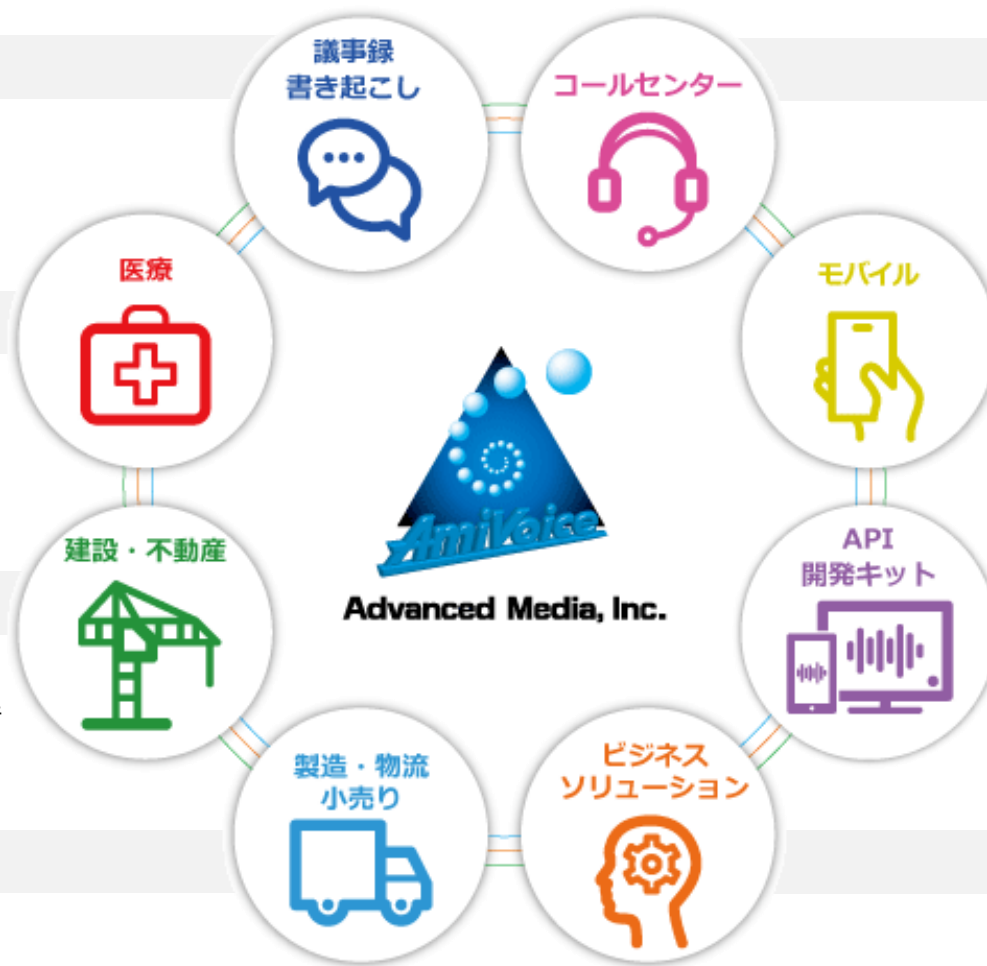 議事録
書き起こし
コールセンター
医療
モバイル
AmiVoice
Advanced Media, Inc.
建設・不動産
API
開発キット
製造・物流
小売り
ビジネス
ソリューション